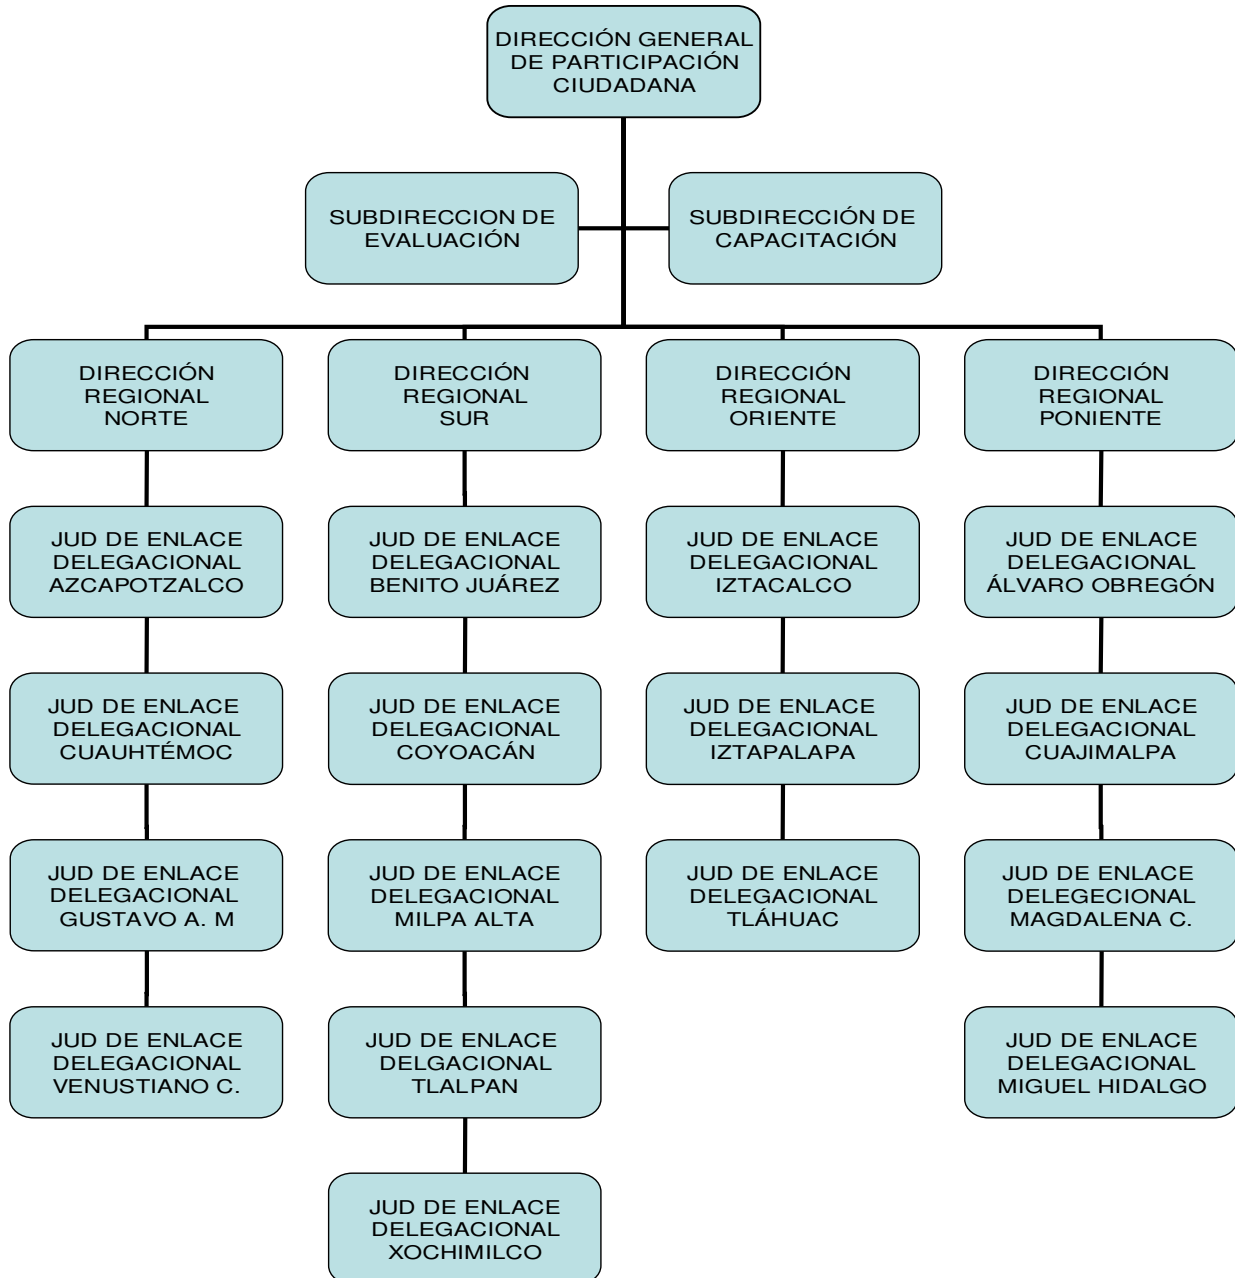 DIRECCIÓN GENERAL
DE PARTICIPACIÓN
CIUDADANA
SUBDIRECCION DE
EVALUACIÓN
SUBDIRECCIÓN DE
CAPACITACIÓN
DIRECCIÓN
REGIONAL
NORTE
DIRECCIÓN
REGIONAL
SUR
DIRECCIÓN
REGIONAL
ORIENTE
DIRECCIÓN
REGIONAL
PONIENTE
JUD DE ENLACE
DELEGACIONAL
AZCAPOTZALCO
JUD DE ENLACE
DELEGACIONAL
BENITO JUÁREZ
JUD DE ENLACE
DELEGACIONAL
IZTACALCO
JUD DE ENLACE
DELEGACIONAL
ÁLVARO OBREGÓN
JUD DE ENLACE
DELEGACIONAL
CUAUHTÉMOC
JUD DE ENLACE
DELEGACIONAL
COYOACÁN
JUD DE ENLACE
DELEGACIONAL
IZTAPALAPA
JUD DE ENLACE
DELEGACIONAL
CUAJIMALPA
JUD DE ENLACE
DELEGACIONAL
GUSTAVO A. M
JUD DE ENLACE
DELEGACIONAL
MILPA ALTA
JUD DE ENLACE
DELEGACIONAL
TLÁHUAC
JUD DE ENLACE
DELEGECIONAL
MAGDALENA C.
JUD DE ENLACE
DELEGACIONAL
VENUSTIANO C.
JUD DE ENLACE
DELGACIONAL
TLALPAN
JUD DE ENLACE
DELEGACIONAL
MIGUEL HIDALGO
JUD DE ENLACE
DELEGACIONAL
XOCHIMILCO